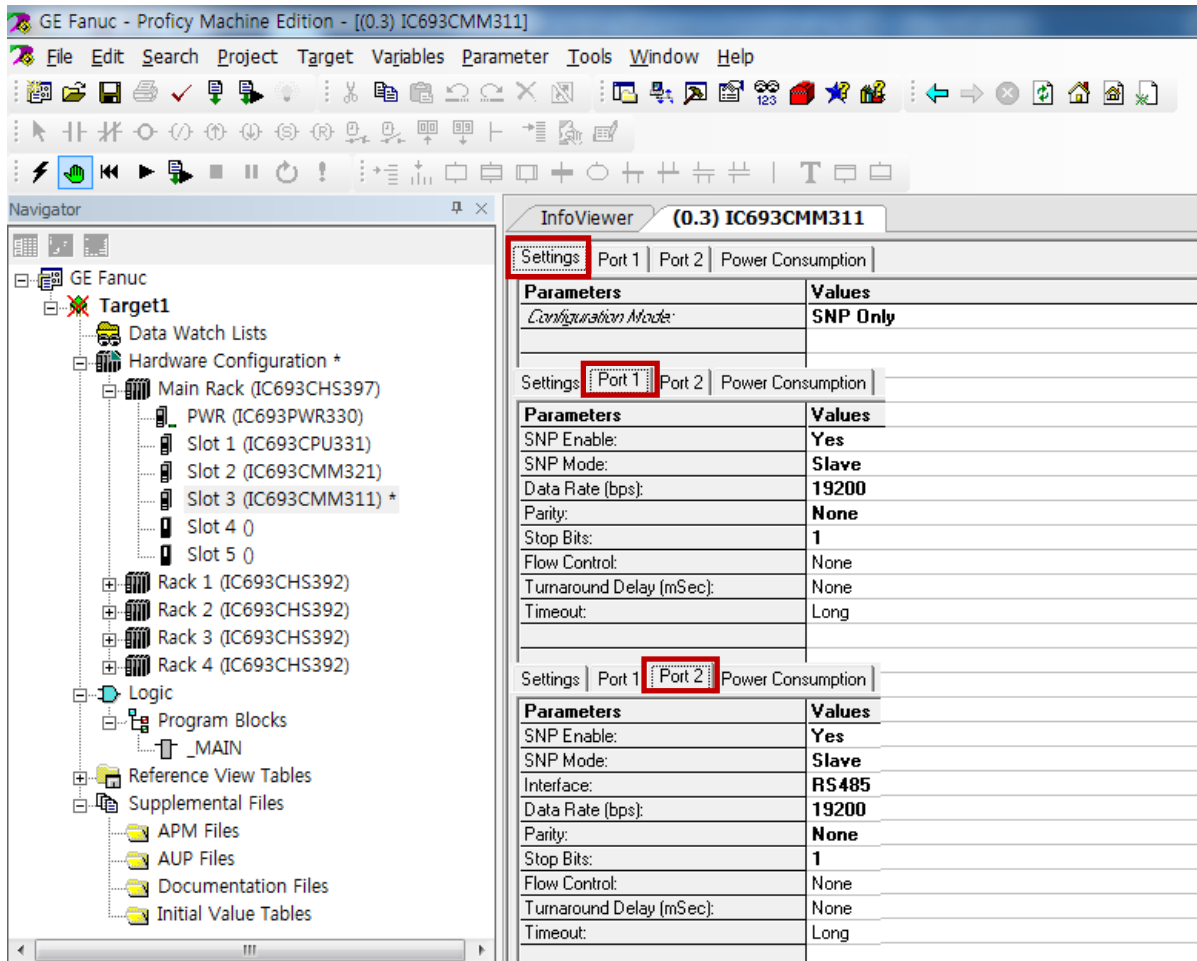 GE Fanuc - Proficy Machine Edition - [(0.3) IC693CMM311]
File Edit Search Project Target Variables Parameter Tools Window Help
Navigator
GE Fanuc
Target1
Data Watch Lists
Hardware Configuration *
Main Rack (IC693CHS397)
PWR (IC693PWR330)
Slot 1 (IC693CPU331)
Slot 2 (IC693CMM321)
Slot 3 (IC693CMM311) *
Slot 4 ()
Slot 5 ()
Rack 1 (IC693CHS392)
Rack 2 (IC693CHS392)
Rack 3 (IC693CHS392)
Rack 4 (IC693CHS392)
Logic
Program Blocks
_MAIN
Reference View Tables
Supplemental Files
APM Files
AUP Files
Documentation Files
Initial Value Tables
InfoViewer (0.3) IC693CMM311
Settings Port 1 Port 2 Power Consumption
Parameters Values
Configuration Mode: SNP Only
Settings Port 1 Port 2 Power Consumption
Parameters Values
SNP Enable: Yes
SNP Mode: Slave
Data Rate (bps): 19200
Parity: None
Stop Bits: 1
Flow Control: None
Turnaround Delay (mSec): None
Timeout: Long
Settings Port 1 Port 2 Power Consumption
Parameters Values
SNP Enable: Yes
SNP Mode: Slave
Interface: RS485
Data Rate (bps): 19200
Parity: None
Stop Bits: 1
Flow Control: None
Turnaround Delay (mSec): None
Timeout: Long